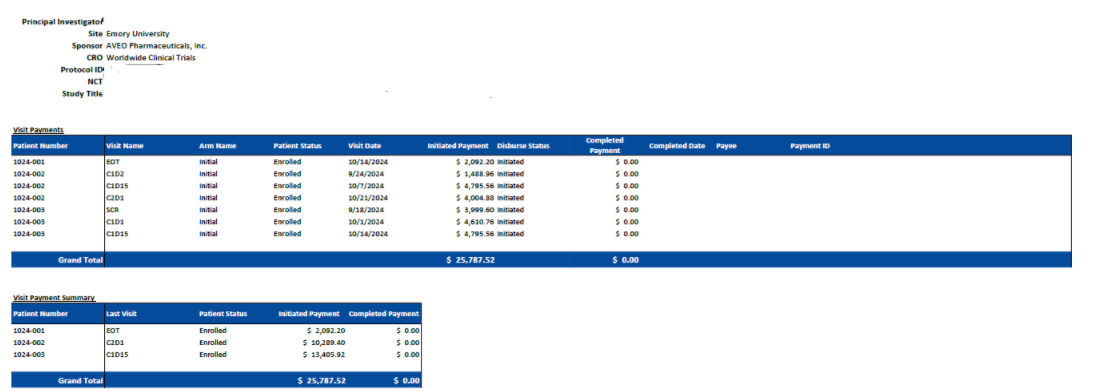 Principal Investigator
Site Emory University
Sponsor AVEO Pharmaceuticals, Inc.
CRO Worldwide Clinical Trials
Protocol ID
NCT
Study Title
Visit Payments
Patient Number Visit Name Arm Name Patient Status Visit Date Initiated Payment Disburse Status Completed Payment Completed Date Payee Payment ID
1024-001 EOT Initial Enrolled 10/14/2024 $ 2,092.20 Initiated $ 0.00
1024-002 C1D2 Initial Enrolled 9/24/2024 $ 1,488.96 Initiated $ 0.00
1024-002 C1D15 Initial Enrolled 10/7/2024 $ 4,795.56 Initiated $ 0.00
1024-002 C2D1 Initial Enrolled 10/21/2024 $ 4,004.88 Initiated $ 0.00
1024-003 SCR Initial Enrolled 9/18/2024 $ 3,999.60 Initiated $ 0.00
1024-003 C1D1 Initial Enrolled 10/1/2024 $ 4,610.76 Initiated $ 0.00
1024-003 C1D15 Initial Enrolled 10/14/2024 $ 4,795.56 Initiated $ 0.00
Grand Total $ 25,787.52 $ 0.00
Visit Payment Summary
Patient Number Last Visit Patient Status Initiated Payment Completed Payment
1024-001 EOT Enrolled $ 2,092.20 $ 0.00
1024-002 C2D1 Enrolled $ 10,289.40 $ 0.00
1024-003 C1D15 Enrolled $ 13,405.92 $ 0.00
Grand Total $ 25,787.52 $ 0.00